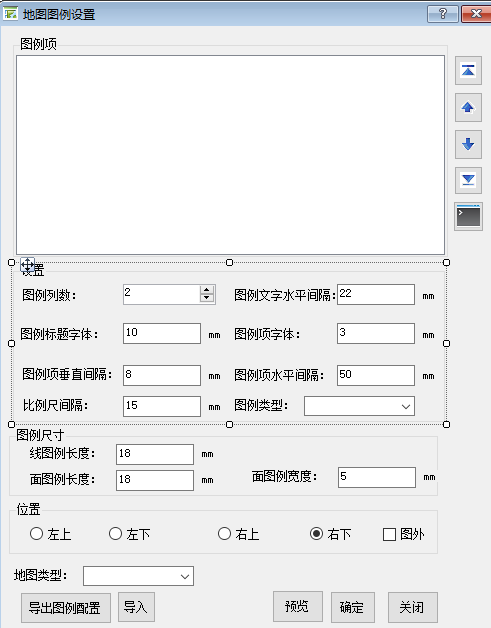 地图图例设置
图例项
设置
图例列数： 2 图例文字水平间隔： 22 mm
图例标题字体： 10 mm 图例项字体： 3 mm
图例项垂直间隔： 8 mm 图例项水平间隔： 50 mm
比例尺间隔： 15 mm 图例类型：
图例尺寸
线图例长度： 18 mm
面图例长度： 18 mm 面图例宽度： 5 mm
位置
左上 左下 右上 右下 图外
地图类型：
导出图例配置 导入 预览 确定 关闭